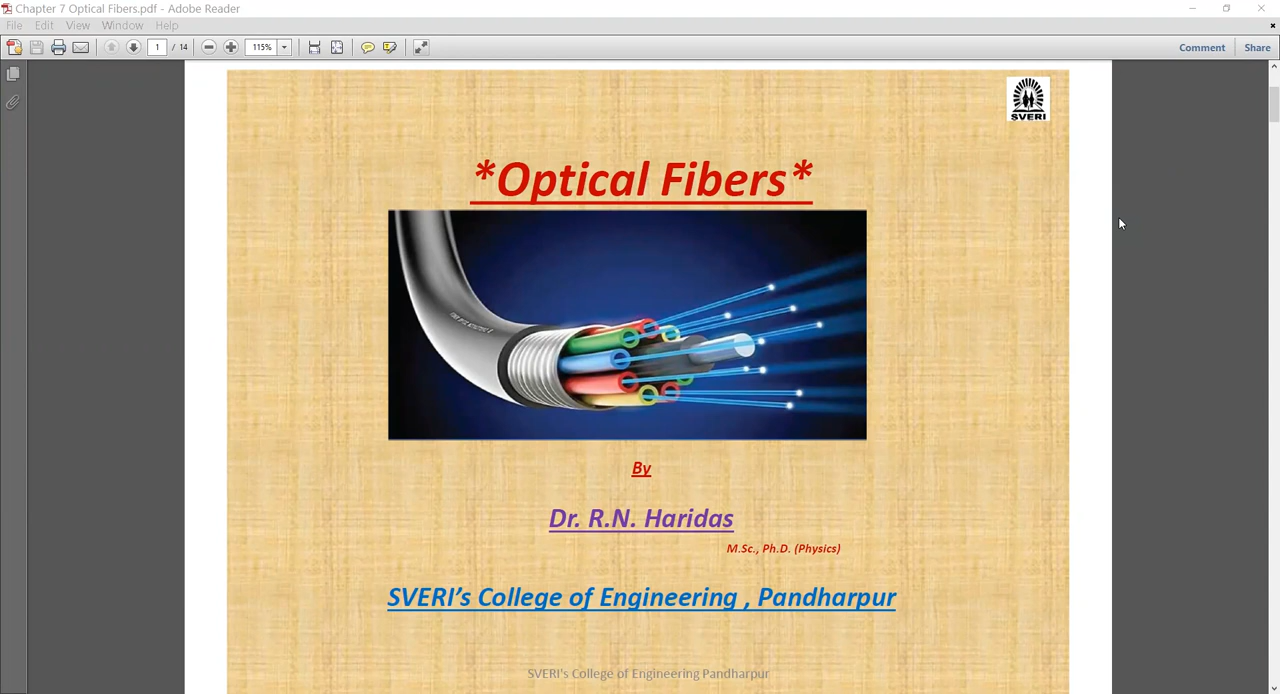 Chapter 7 Optical Fibers.pdf - Adobe Reader
File Edit View Window Help
1 / 14 115% Comment Share
SVERI
*Optical Fibers*
By
Dr. R.N. Haridas
M.Sc., Ph.D. (Physics)
SVERI's College of Engineering , Pandharpur
SVERI's College of Engineering Pandharpur